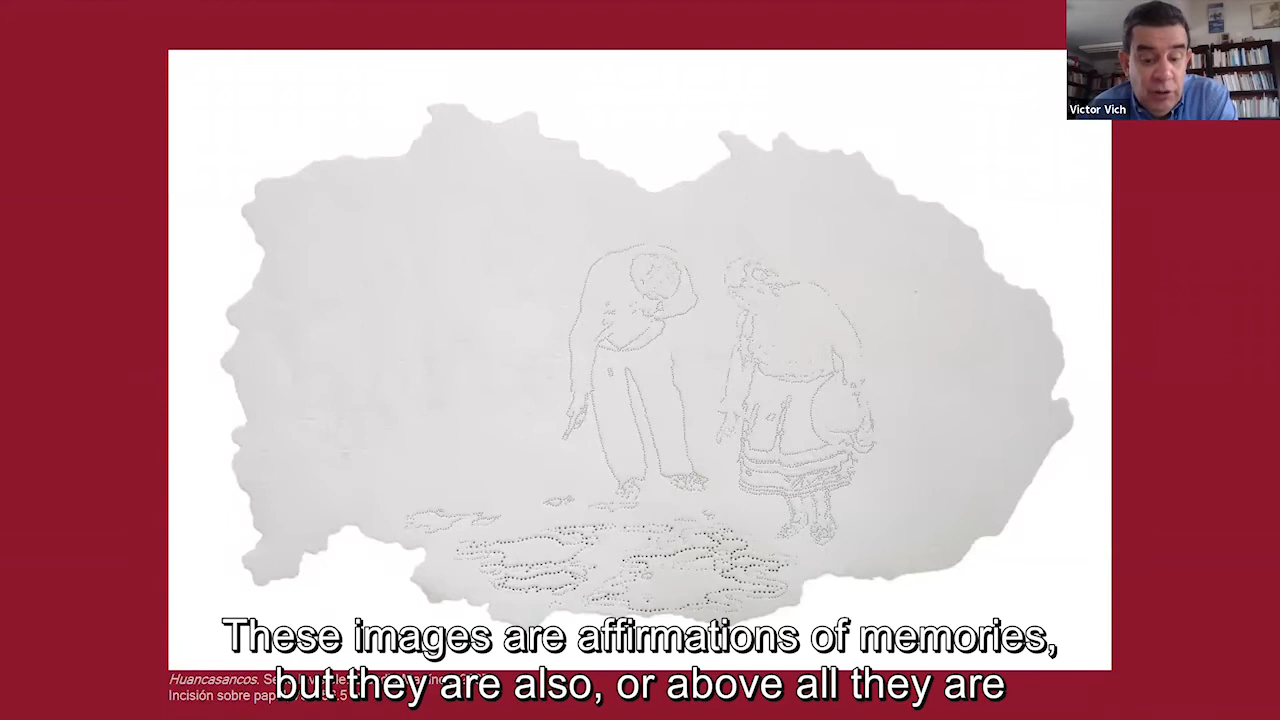 Victor Vich
These images are affirmations of memories,
but they are also, or above all they are
Huancasancos.
Incisión sobre